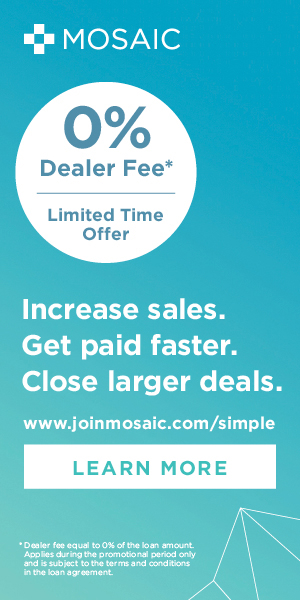 MOSAIC
0%
Dealer Fee*
Limited Time
Offer
Increase sales.
Get paid faster.
Close larger deals.
www.joinmosaic.com/simple
LEARN MORE
*Dealer fee equal to 0% of the loan amount.
Applies during the promotional period only
and is subject to the terms and conditions
in the loan agreement.